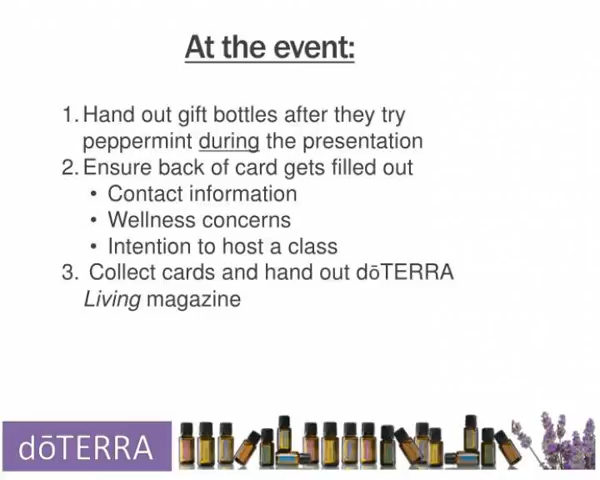 At the event:
1. Hand out gift bottles after they try
peppermint during the presentation
2. Ensure back of card gets filled out
• Contact information
• Wellness concerns
• Intention to host a class
3. Collect cards and hand out dōTERRA
Living magazine
dōTERRA